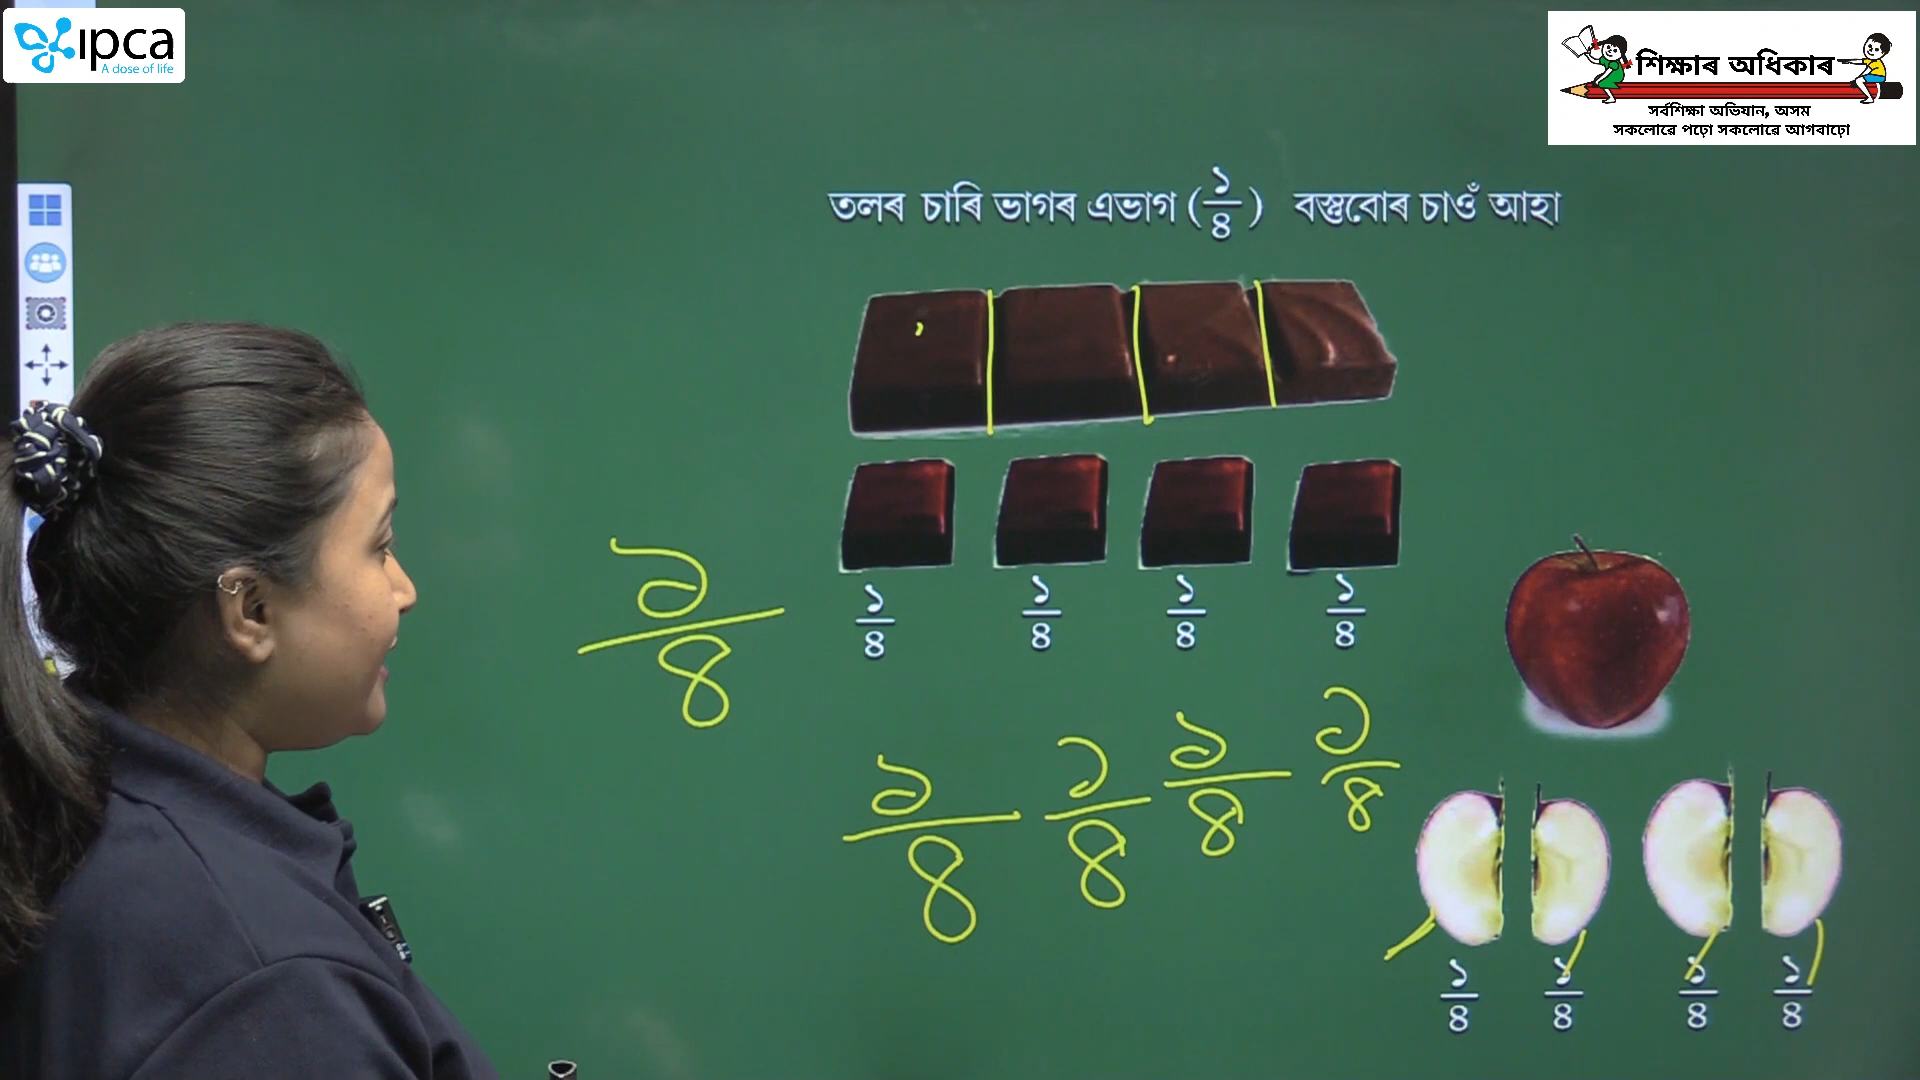 ipca
A dose of life
শিক্ষাৰ অধিকাৰ
সৰ্বশিক্ষা অভিযান, অসম
সকলোৱে পঢ়ো সকলোৱে আগবাঢ়ো
তলৰ চাৰি ভাগৰ এভাগ (১/৪) বস্তুবোৰ চাওঁ আহা
১/৪ ১/৪ ১/৪ ১/৪
১/৪
১/৪ ১/৪ ১/৪ ১/৪
১/৪ ১/৪ ১/৪ ১/৪